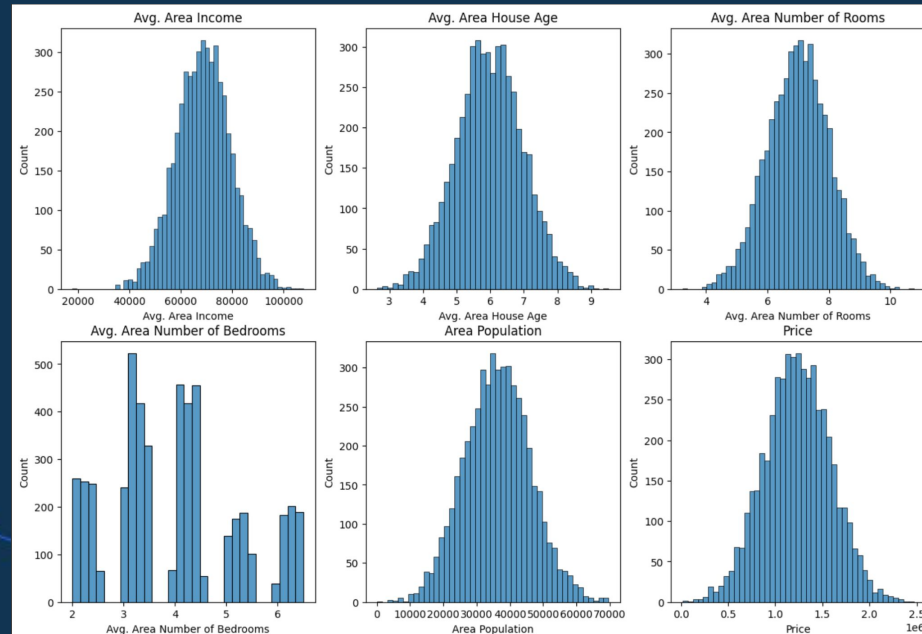 Avg. Area Income
300
250
200
150
100
50
0
Count
20000 40000 60000 80000 100000
Avg. Area Income
Avg. Area House Age
300
250
200
150
100
50
0
Count
3 4 5 6 7 8 9
Avg. Area House Age
Avg. Area Number of Rooms
300
250
200
150
100
50
0
Count
4 6 8 10
Avg. Area Number of Rooms
Avg. Area Number of Bedrooms
500
400
300
200
100
0
Count
2 3 4 5 6
Avg. Area Number of Bedrooms
Area Population
300
250
200
150
100
50
0
Count
0 10000 20000 30000 40000 50000 60000 70000
Area Population
Price
300
250
200
150
100
50
0
Count
0.0 0.5 1.0 1.5 2.0 2.5
Price